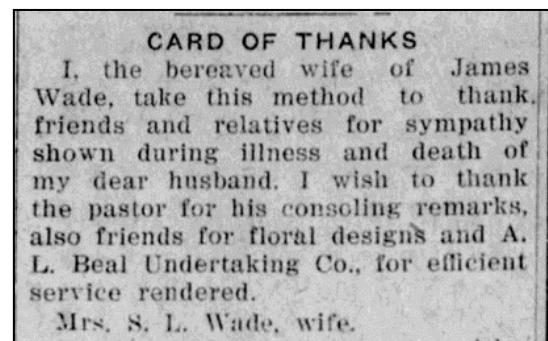 CARD OF THANKS
I, the bereaved wife of James
Wade, take this method to thank
friends and relatives for sympathy
shown during illness and death of
my dear husband. I wish to thank
the pastor for his consoling remarks,
also friends for floral designs and A.
L. Beal Undertaking Co., for efficient
service rendered.
Mrs. S. L. Wade, wife.